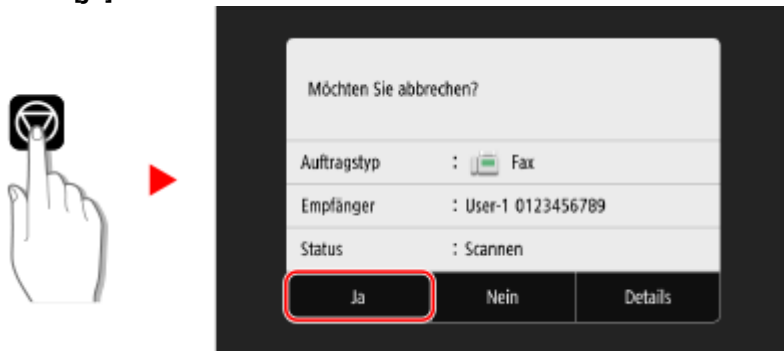 Möchten Sie abbrechen?
Auftragstyp : Fax
Empfänger : User-1 0123456789
Status : Scannen
Ja Nein Details